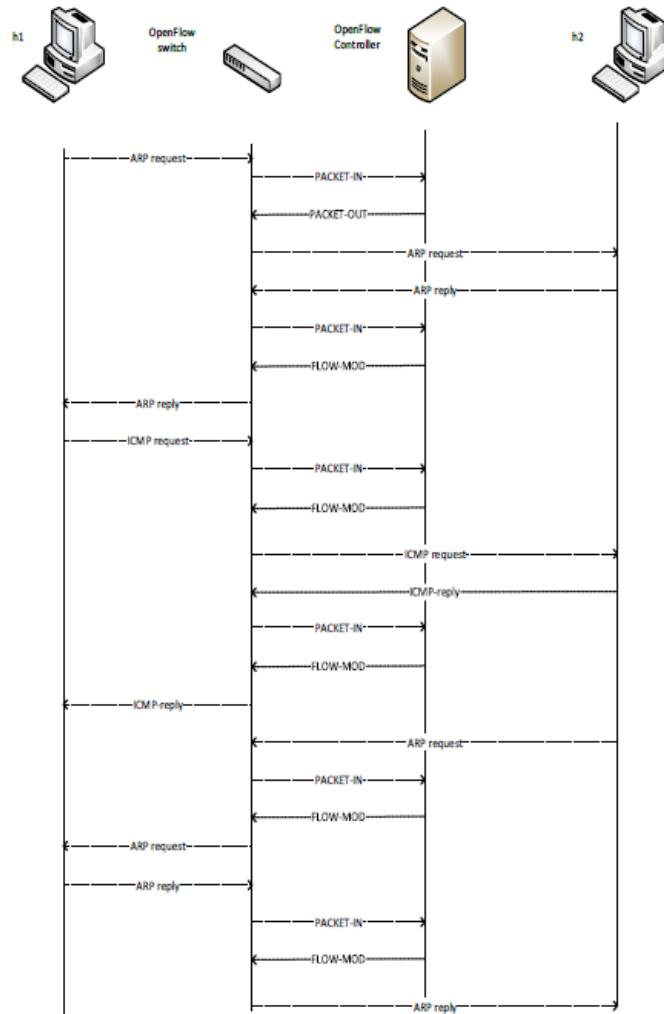 h1
OpenFlow
switch
OpenFlow
Controller
h2
ARP request
PACKET-IN
PACKET-OUT
ARP request
ARP reply
PACKET-IN
FLOW-MOD
ARP reply
ICMP request
PACKET-IN
FLOW-MOD
ICMP request
ICMP-reply
PACKET-IN
FLOW-MOD
ICMP-reply
ARP request
PACKET-IN
FLOW-MOD
ARP request
ARP reply
PACKET-IN
FLOW-MOD
ARP reply